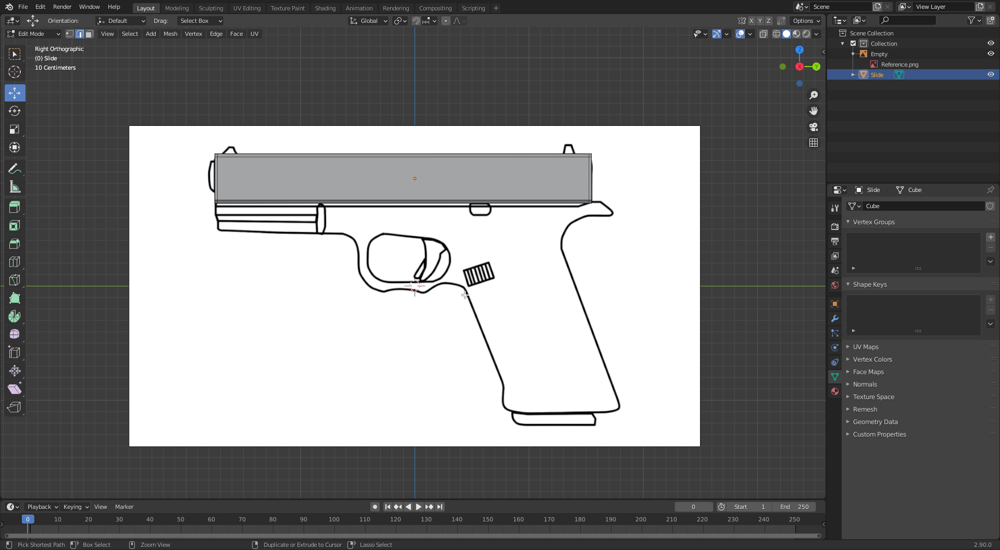 File Edit Render Window Help Layout Modeling Sculpting UV Editing Texture Paint Shading Animation Rendering Compositing Scripting + Scene View Layer
Orientation: Default Drag: Select Box Global X Y Z Options
Edit Mode View Select Add Mesh Vertex Edge Face UV
Right Orthographic
(0) Slide
10 Centimeters
Z
X Y
Scene Collection
Collection
Empty
Reference.png
Slide
Slide Cube
Cube
Vertex Groups
Shape Keys
UV Maps
Vertex Colors
Face Maps
Normals
Texture Space
Remesh
Geometry Data
Custom Properties
Playback Keying View Marker 0 Start 1 End 250
0 10 20 30 40 50 60 70 80 90 100 110 120 130 140 150 160 170 180 190 200 210 220 230 240 250
Pick Shortest Path Box Select Zoom View Duplicate or Extrude to Cursor Lasso Select 2.90.0